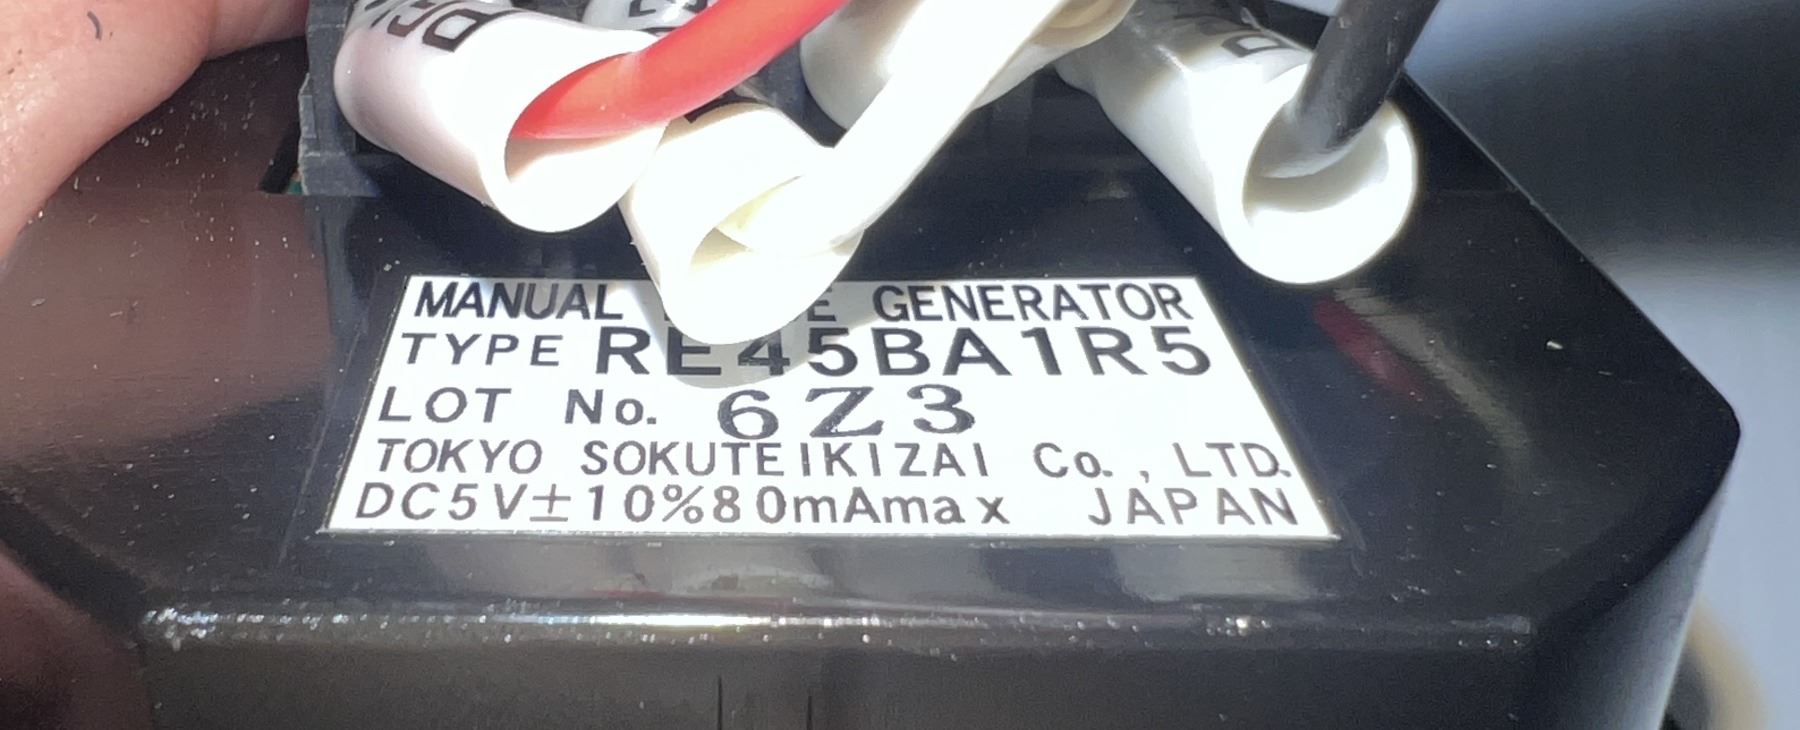 MANUAL GENERATOR
TYPE RE45BA1R5
LOT No. 6Z3
TOKYO SOKUTEIKIZAI Co., LTD.
DC5V±10%80mAmax JAPAN